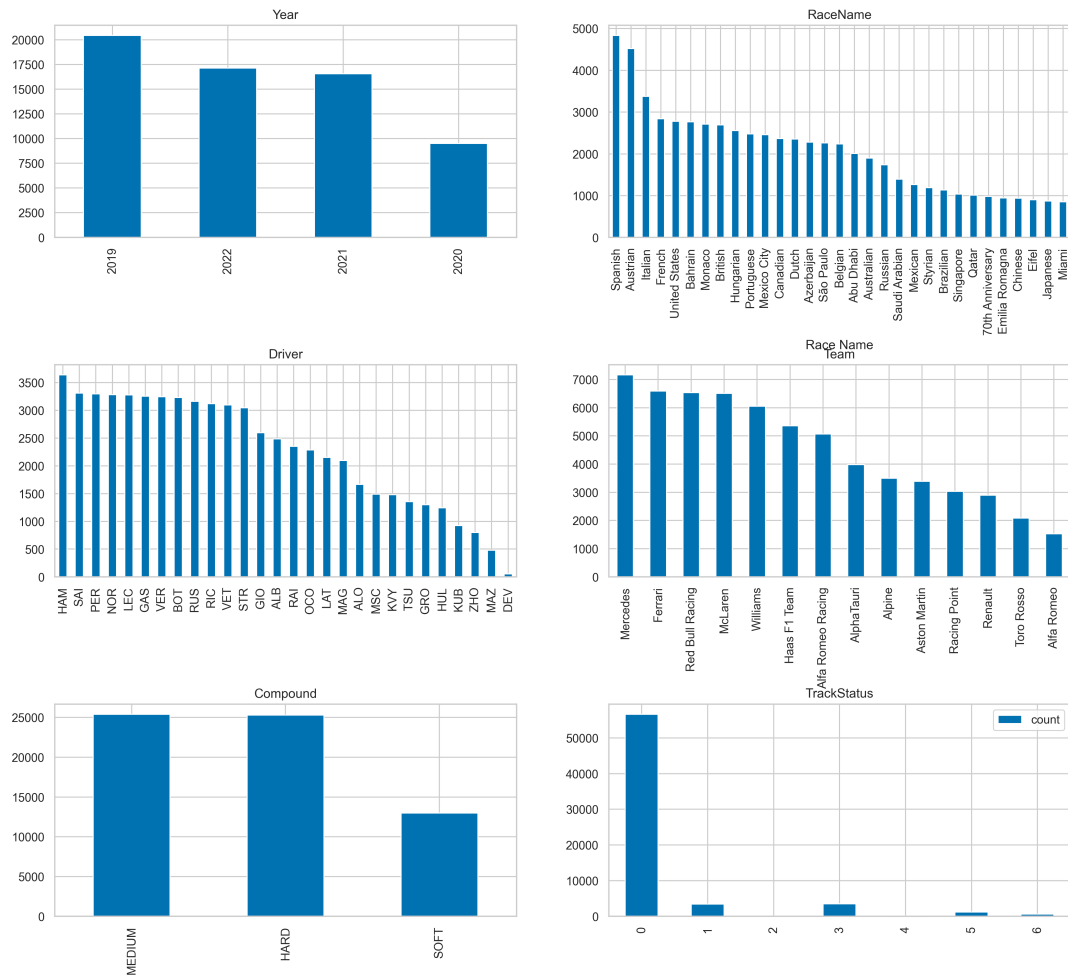 Year
20000
17500
15000
12500
10000
7500
5000
2500
0
2019
2022
2021
2020
RaceName
5000
4000
3000
2000
1000
0
Spanish
Austrian
Italian
French
United States
Bahrain
Monaco
British
Hungarian
Portuguese
Mexico City
Canadian
Dutch
Azerbaijan
São Paulo
Belgian
Abu Dhabi
Australian
Russian
Saudi Arabian
Mexican
Styrian
Brazilian
Singapore
Qatar
70th Anniversary
Emilia Romagna
Chinese
Eifel
Japanese
Miami
Race Name
Driver
3500
3000
2500
2000
1500
1000
500
0
HAM
SAI
PER
NOR
LEC
GAS
VER
BOT
RUS
RIC
VET
STR
GIO
ALB
RAI
OCO
LAT
MAG
ALO
MSC
KVY
TSU
GRO
HUL
KUB
ZHO
MAZ
DEV
Team
7000
6000
5000
4000
3000
2000
1000
0
Mercedes
Ferrari
Red Bull Racing
McLaren
Williams
Haas F1 Team
Alfa Romeo Racing
AlphaTauri
Alpine
Aston Martin
Racing Point
Renault
Toro Rosso
Alfa Romeo
Compound
25000
20000
15000
10000
5000
0
MEDIUM
HARD
SOFT
TrackStatus
count
50000
40000
30000
20000
10000
0
0
1
2
3
4
5
6